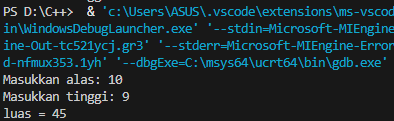 PS D:\C++>  & 'c:\Users\ASUS\.vscode\extensions\ms-vscod
in\WindowsDebugLauncher.exe' '--stdin=Microsoft-MIEngine
ine-Out-tc521ycj.gr3' '--stderr=Microsoft-MIEngine-Error
d-nfmux353.1yh' '--dbgExe=C:\msys64\ucrt64\bin\gdb.exe'
Masukkan alas: 10
Masukkan tinggi: 9
luas = 45